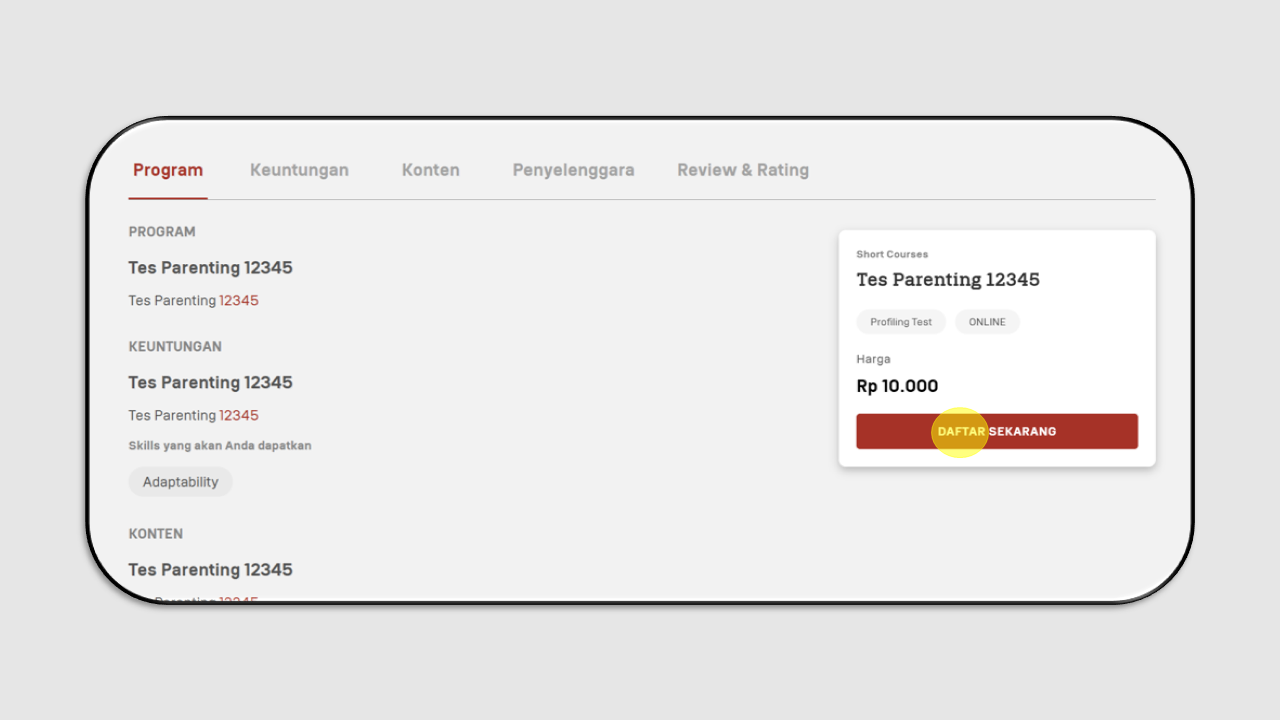 Program Keuntungan Konten Penyelenggara Review & Rating
PROGRAM
Tes Parenting 12345
Tes Parenting 12345
KEUNTUNGAN
Tes Parenting 12345
Tes Parenting 12345
Skills yang akan Anda dapatkan
Adaptability
KONTEN
Tes Parenting 12345
Parenting 12345
Short Courses
Tes Parenting 12345
Profiling Test ONLINE
Harga
Rp 10.000
DAFTAR SEKARANG